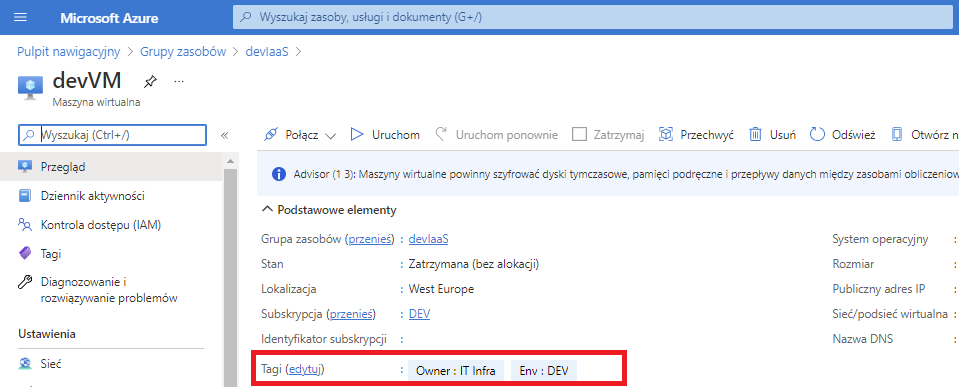 Microsoft Azure
Wyszukaj zasoby, usługi i dokumenty (G+/)
Pulpit nawigacyjny > Grupy zasobów > devIaaS >
devVM
...
Maszyna wirtualna
Wyszukaj (Ctrl+/)
«
Połącz
Uruchom
Uruchom ponownie
Zatrzymaj
Przechwyć
Usuń
Odśwież
Otwórz n
Przegląd
Dziennik aktywności
Kontrola dostępu (IAM)
Tagi
Diagnozowanie i
rozwiązywanie problemów
Ustawienia
Sieć
Advisor (1 3): Maszyny wirtualne powinny szyfrować dyski tymczasowe, pamięci podręczne i przepływy danych między zasobami obliczeniow
Podstawowe elementy
Grupa zasobów (przenieś) : devIaaS
Stan : Zatrzymana (bez alokacji)
Lokalizacja : West Europe
Subskrypcja (przenieś) : DEV
Identyfikator subskrypcji :
Tagi (edytuj) : Owner : IT Infra Env : DEV
System operacyjny :
Rozmiar :
Publiczny adres IP :
Sieć/podsieć wirtualna :
Nazwa DNS :